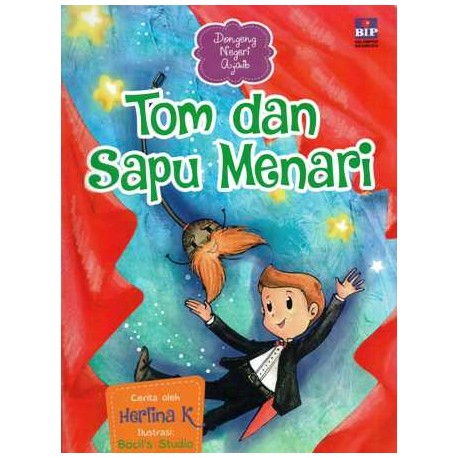 Dongeng
Negeri
Ajaib
BIP
Tom dan
Sapu Menari
Cerita oleh
Herlina K
Ilustrasi:
Bocil's Studio